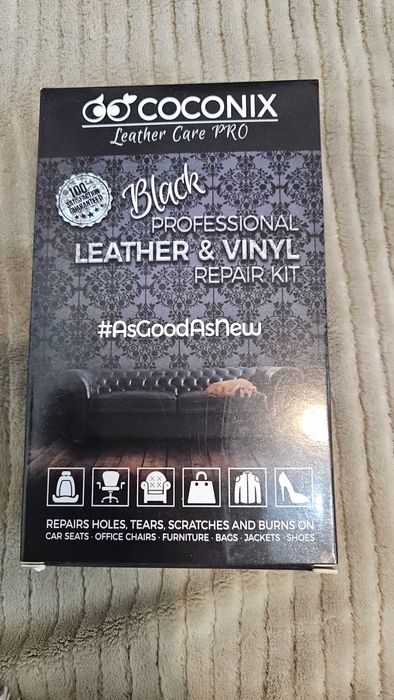 COCONIX
Leather Care PRO
100%
SATISFACTION
GUARANTEED
Black
PROFESSIONAL
LEATHER & VINYL
REPAIR KIT
#AsGoodAsNew
REPAIRS HOLES, TEARS, SCRATCHES AND BURNS ON
CAR SEATS · OFFICE CHAIRS · FURNITURE · BAGS · JACKETS · SHOES